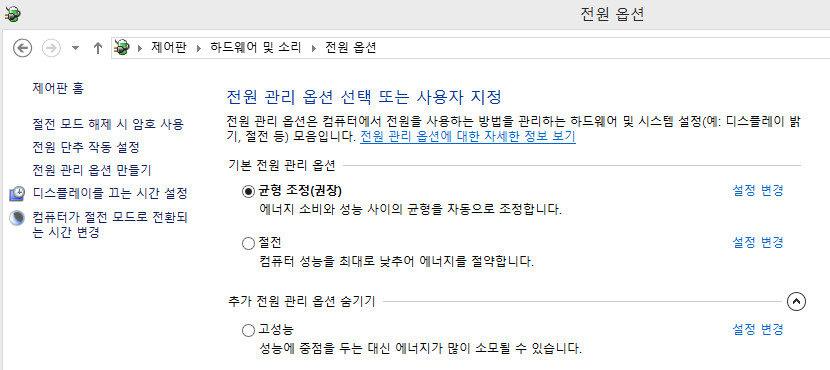 전원 옵션
제어판 ▸ 하드웨어 및 소리 ▸ 전원 옵션
제어판 홈
절전 모드 해제 시 암호 사용
전원 단추 작동 설정
전원 관리 옵션 만들기
디스플레이를 끄는 시간 설정
컴퓨터가 절전 모드로 전환되
는 시간 변경
전원 관리 옵션 선택 또는 사용자 지정
전원 관리 옵션은 컴퓨터에서 전원을 사용하는 방법을 관리하는 하드웨어 및 시스템 설정(예: 디스플레이 밝
기, 절전 등) 모음입니다. 전원 관리 옵션에 대한 자세한 정보 보기
기본 전원 관리 옵션
균형 조정(권장) 설정 변경
에너지 소비와 성능 사이의 균형을 자동으로 조정합니다.
절전 설정 변경
컴퓨터 성능을 최대로 낮추어 에너지를 절약합니다.
추가 전원 관리 옵션 숨기기
고성능 설정 변경
성능에 중점을 두는 대신 에너지가 많이 소모될 수 있습니다.